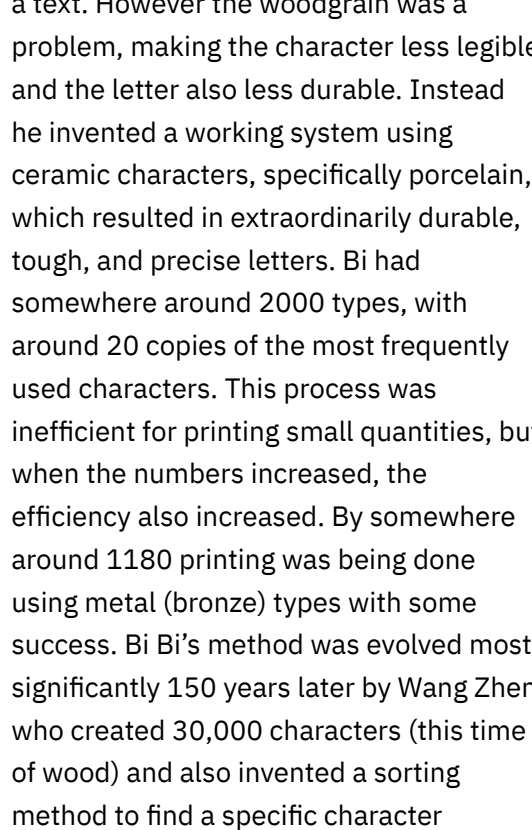 a text. However the woodgrain was a
problem, making the character less legible
and the letter also less durable. Instead
he invented a working system using
ceramic characters, specifically porcelain,
which resulted in extraordinarily durable,
tough, and precise letters. Bi had
somewhere around 2000 types, with
around 20 copies of the most frequently
used characters. This process was
inefficient for printing small quantities, but
when the numbers increased, the
efficiency also increased. By somewhere
around 1180 printing was being done
using metal (bronze) types with some
success. Bi Bi’s method was evolved most
significantly 150 years later by Wang Zhen
who created 30,000 characters (this time
of wood) and also invented a sorting
method to find a specific character